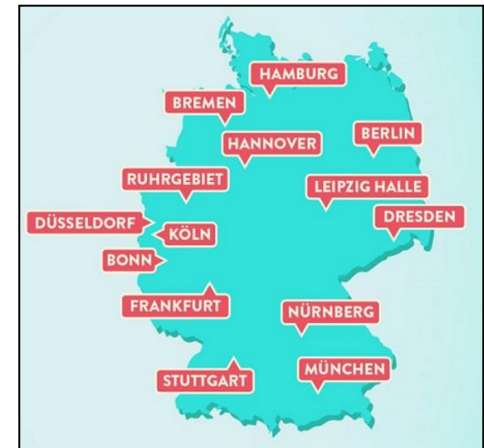 HAMBURG
BREMEN
BERLIN
HANNOVER
RUHRGEBIET
LEIPZIG HALLE
DRESDEN
DÜSSELDORF
KÖLN
BONN
FRANKFURT
NÜRNBERG
MÜNCHEN
STUTTGART